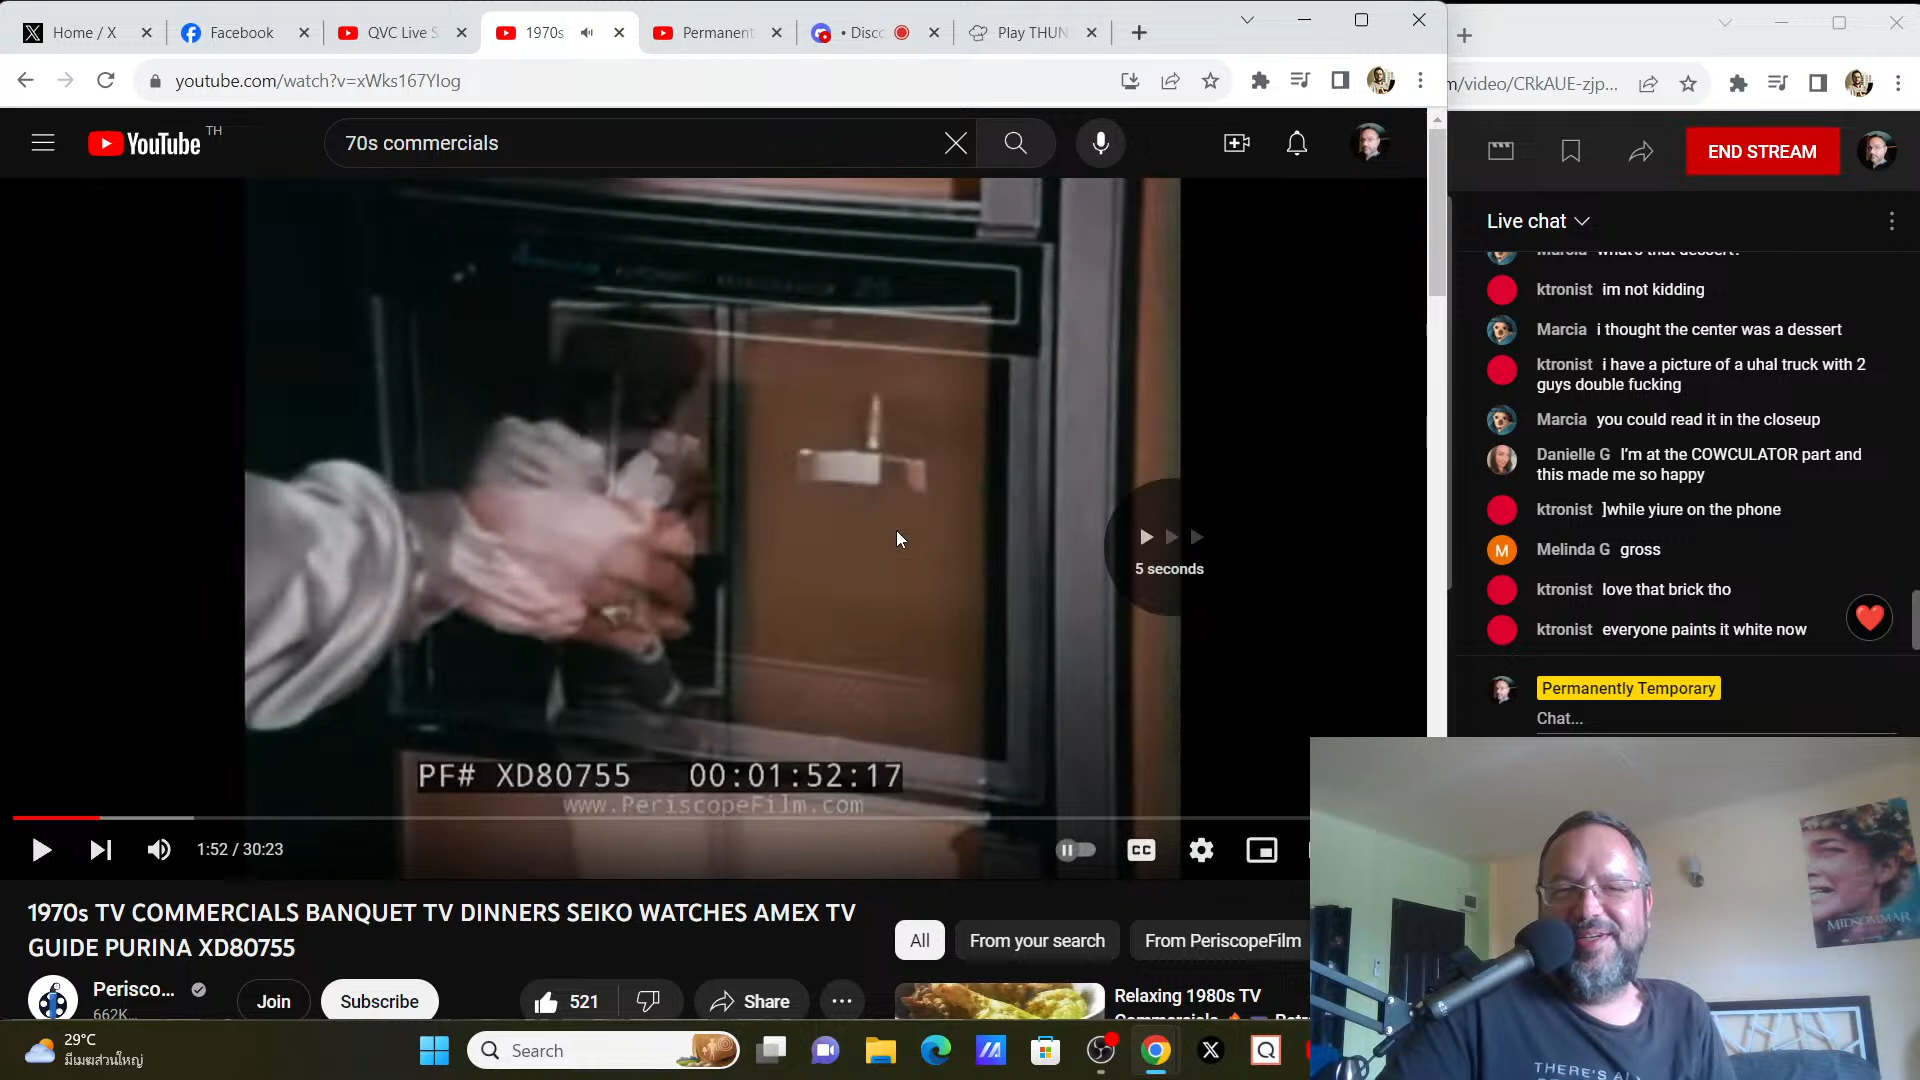 Home / X
Facebook
QVC Live S
1970s
Permanent
• Disc
Play THUN
youtube.com/watch?v=xWks167YIog
m/video/CRkAUE-zjp...
YouTube TH
70s commercials
END STREAM
Live chat
Marcia what's that dessert?
ktronist im not kidding
Marcia i thought the center was a dessert
ktronist i have a picture of a uhal truck with 2
guys double fucking
Marcia you could read it in the closeup
Danielle G I'm at the COWCULATOR part and
this made me so happy
ktronist ]while yiure on the phone
M Melinda G gross
ktronist love that brick tho
ktronist everyone paints it white now
Permanently Temporary
Chat...
5 seconds
PF# XD80755 00:01:52:17
www.PeriscopeFilm.com
1:52 / 30:23
CC
1970s TV COMMERCIALS BANQUET TV DINNERS SEIKO WATCHES AMEX TV
GUIDE PURINA XD80755
All
From your search
From PeriscopeFilm
Perisco...
662K...
Join
Subscribe
521
Share
Relaxing 1980s TV
MIDSOMMAR
29°C
มีเมฆส่วนใหญ่
Search